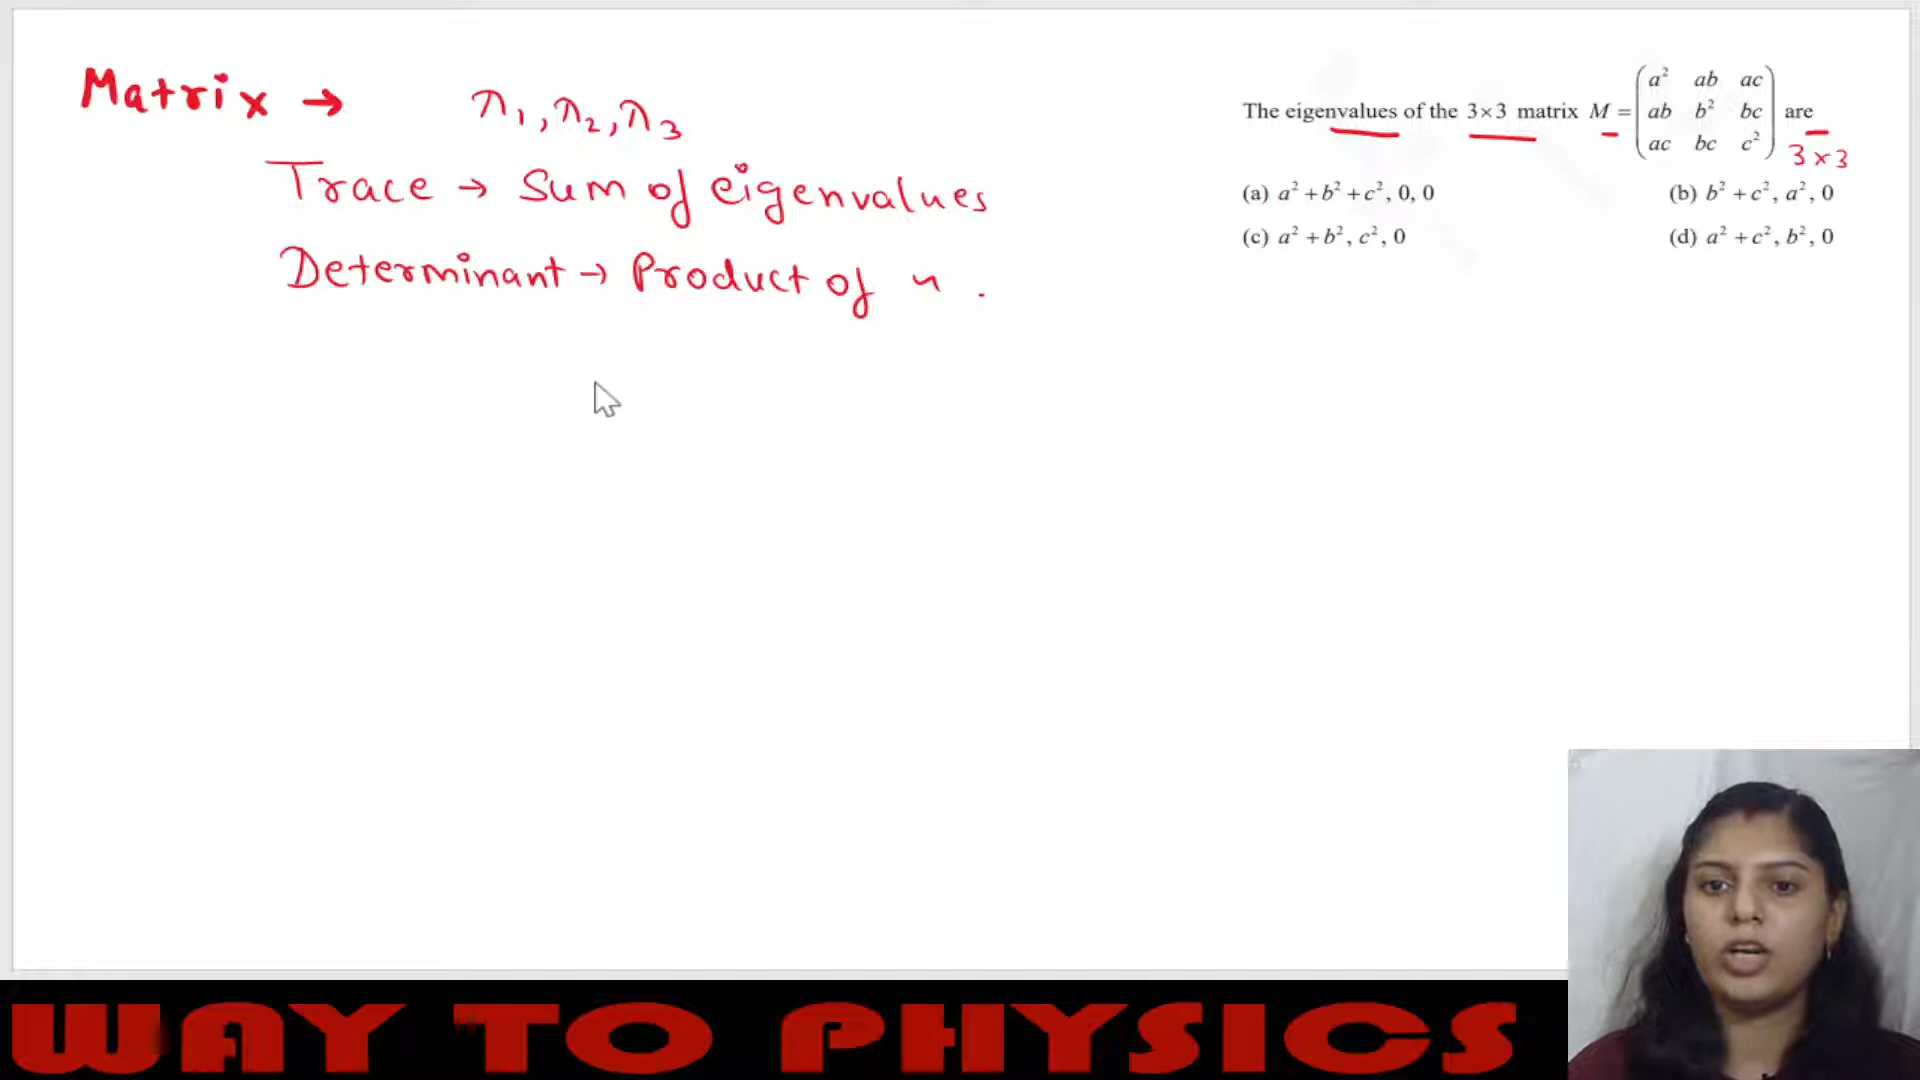 Matrix → λ₁, λ₂, λ₃
Trace → Sum of eigenvalues
Determinant → Product of " .
The eigenvalues of the 3×3 matrix M = 
a² ab ac
ab b² bc
ac bc c²
are
3×3
(a) a² + b² + c², 0, 0
(b) b² + c², a², 0
(c) a² + b², c², 0
(d) a² + c², b², 0
WAY TO PHYSICS